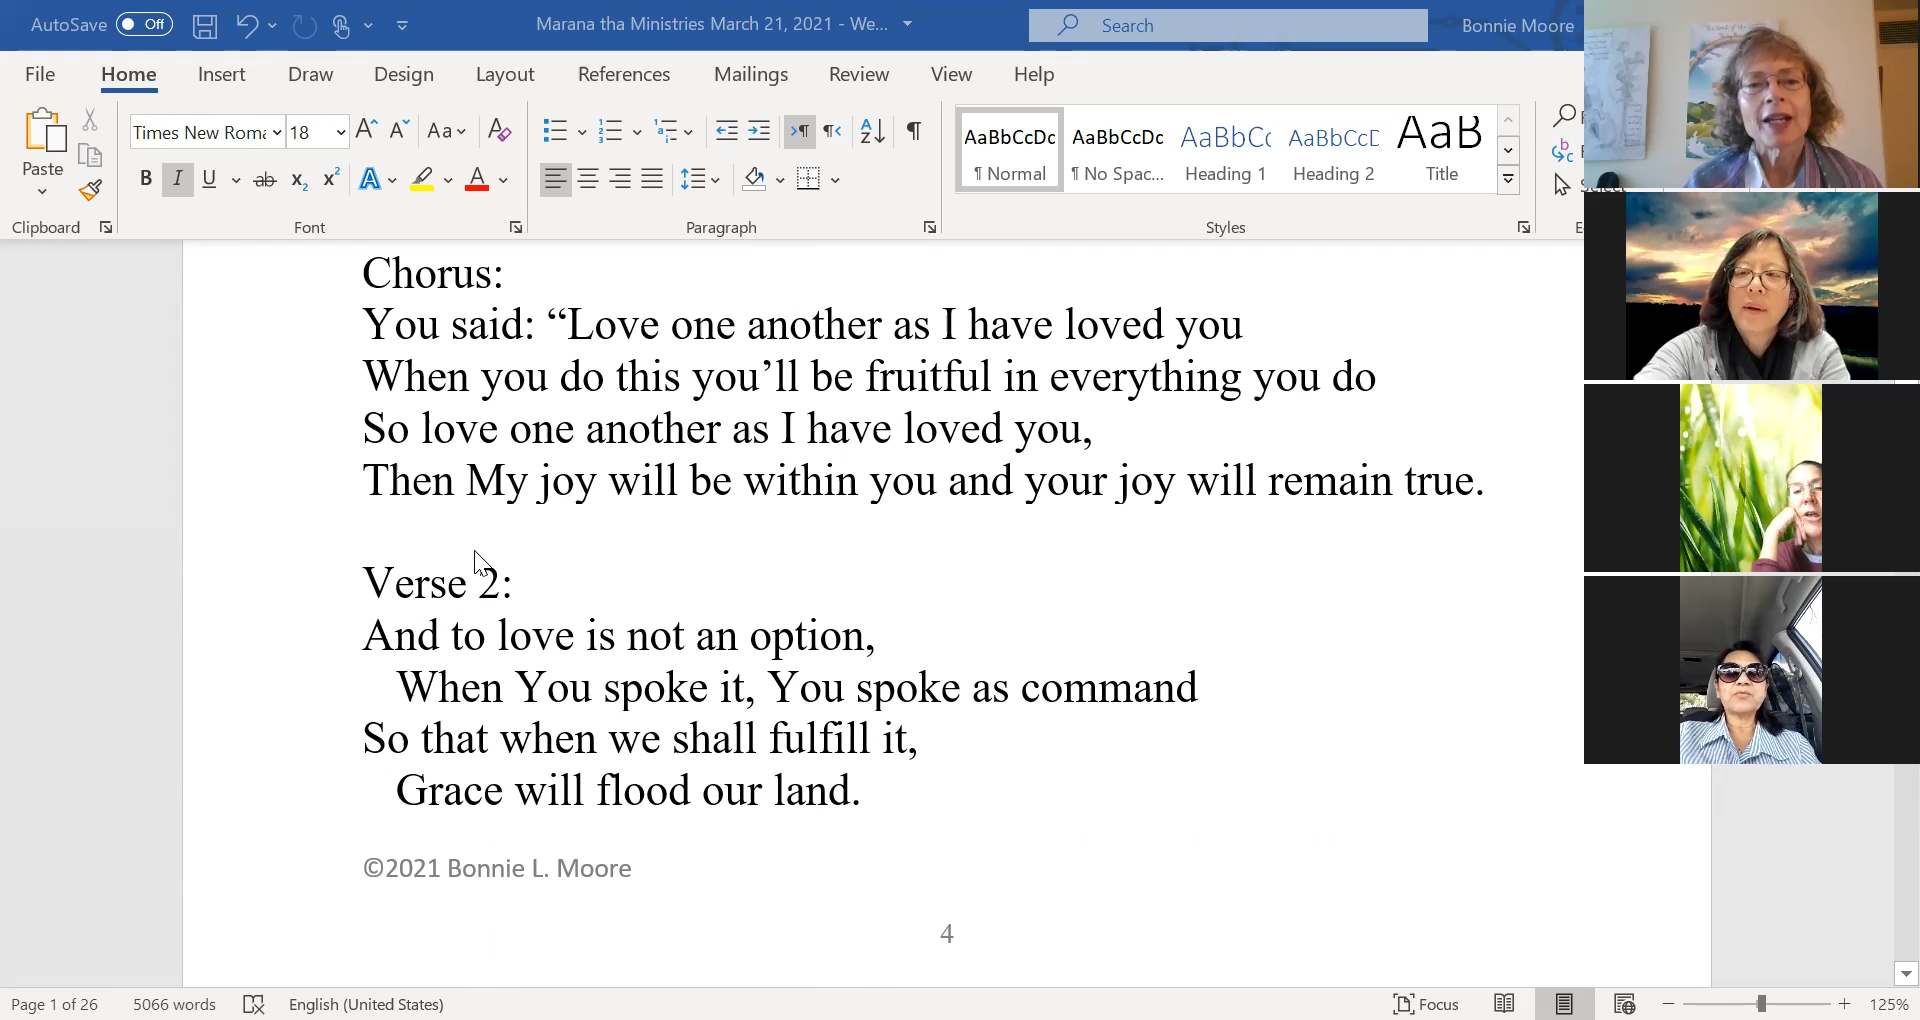 AutoSave Off Marana tha Ministries March 21, 2021 - We... Search Bonnie Moore
File Home Insert Draw Design Layout References Mailings Review View Help
Paste
Times New Roma 18
AaBbCcDc AaBbCcDc AaBbCc AaBbCcD AaB
¶ Normal ¶ No Spac... Heading 1 Heading 2 Title
Clipboard Font Paragraph Styles
Chorus:
You said: “Love one another as I have loved you
When you do this you’ll be fruitful in everything you do
So love one another as I have loved you,
Then My joy will be within you and your joy will remain true.
Verse 2:
And to love is not an option,
When You spoke it, You spoke as command
So that when we shall fulfill it,
Grace will flood our land.
©2021 Bonnie L. Moore
4
Page 1 of 26 5066 words English (United States) Focus 125%